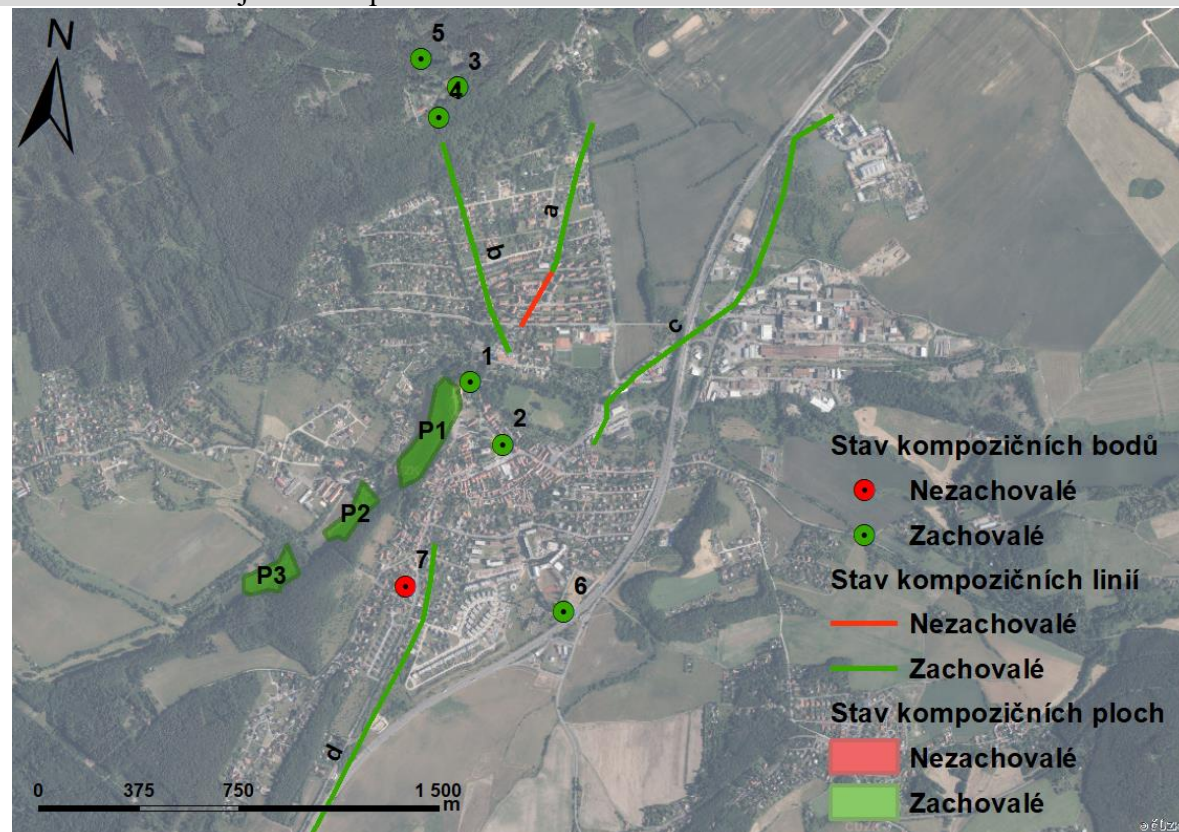 N
5
3
4
a
b
c
1
P1
2
P2
P3
7
6
d
0 375 750 1 500
m
Stav kompozičních bodů
Nezachovalé
Zachovalé
Stav kompozičních linií
Nezachovalé
Zachovalé
Stav kompozičních ploch
Nezachovalé
Zachovalé